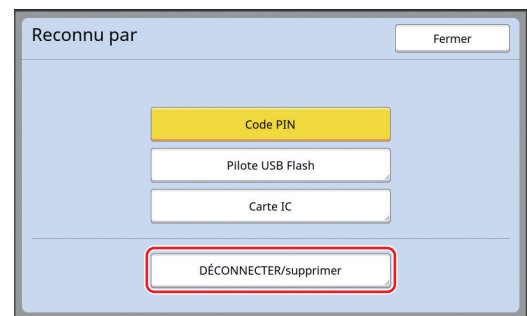 Reconnu par
Fermer
Code PIN
Pilote USB Flash
Carte IC
DÉCONNECTER/supprimer